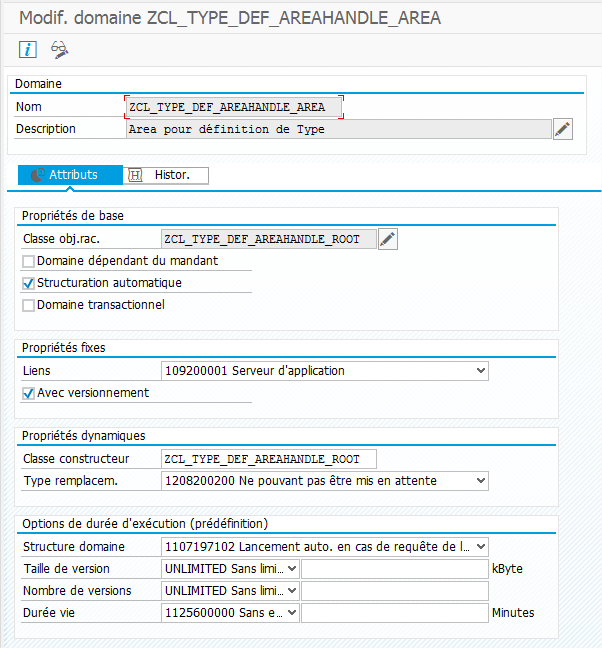 Modif. domaine ZCL_TYPE_DEF_AREAHANDLE_AREA
Domaine
Nom ZCL_TYPE_DEF_AREAHANDLE_AREA
Description Area pour définition de Type
Attributs Histor.
Propriétés de base
Classe obj.rac. ZCL_TYPE_DEF_AREAHANDLE_ROOT
Domaine dépendant du mandant
Structuration automatique
Domaine transactionnel
Propriétés fixes
Liens 109200001 Serveur d'application
Avec versionnement
Propriétés dynamiques
Classe constructeur ZCL_TYPE_DEF_AREAHANDLE_ROOT
Type remplacem. 1208200200 Ne pouvant pas être mis en attente
Options de durée d'exécution (prédéfinition)
Structure domaine 1107197102 Lancement auto. en cas de requête de l...
Taille de version UNLIMITED Sans limi... kByte
Nombre de versions UNLIMITED Sans limi...
Durée vie 1125600000 Sans e... Minutes